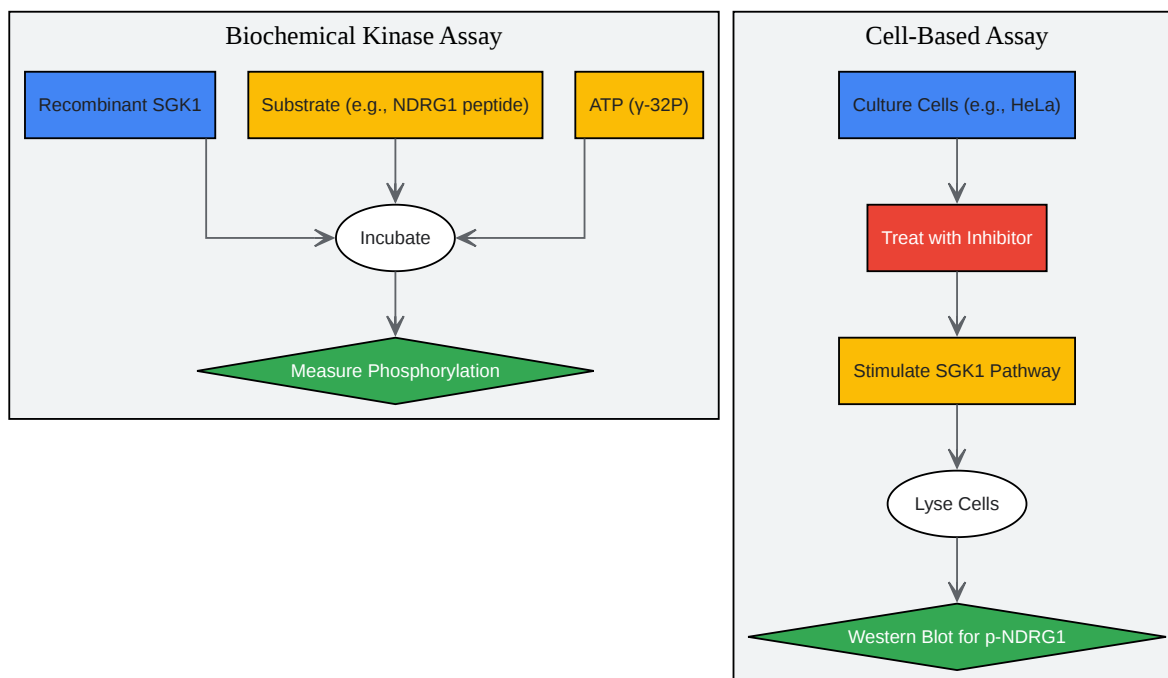 Biochemical Kinase Assay
Recombinant SGK1
Substrate (e.g., NDRG1 peptide)
ATP (γ-32P)
Incubate
Measure Phosphorylation
Cell-Based Assay
Culture Cells (e.g., HeLa)
Treat with Inhibitor
Stimulate SGK1 Pathway
Lyse Cells
Western Blot for p-NDRG1